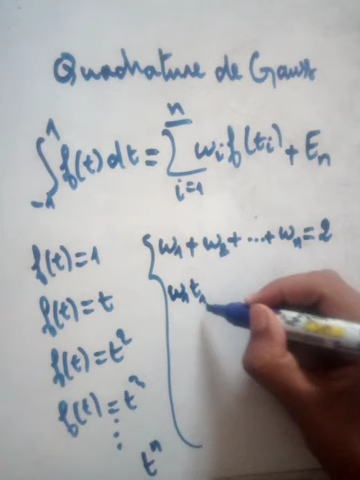 Quadrature de Gauss
∫₋₁¹ f(t) dt = ∑ᵢ₌₁ⁿ wᵢ f(tᵢ) + Eₙ
f(t) = 1
w₁ + w₂ + ... + wₙ = 2
f(t) = t
w₁t₁
f(t) = t²
f(t) = t³
⋮
tⁿ